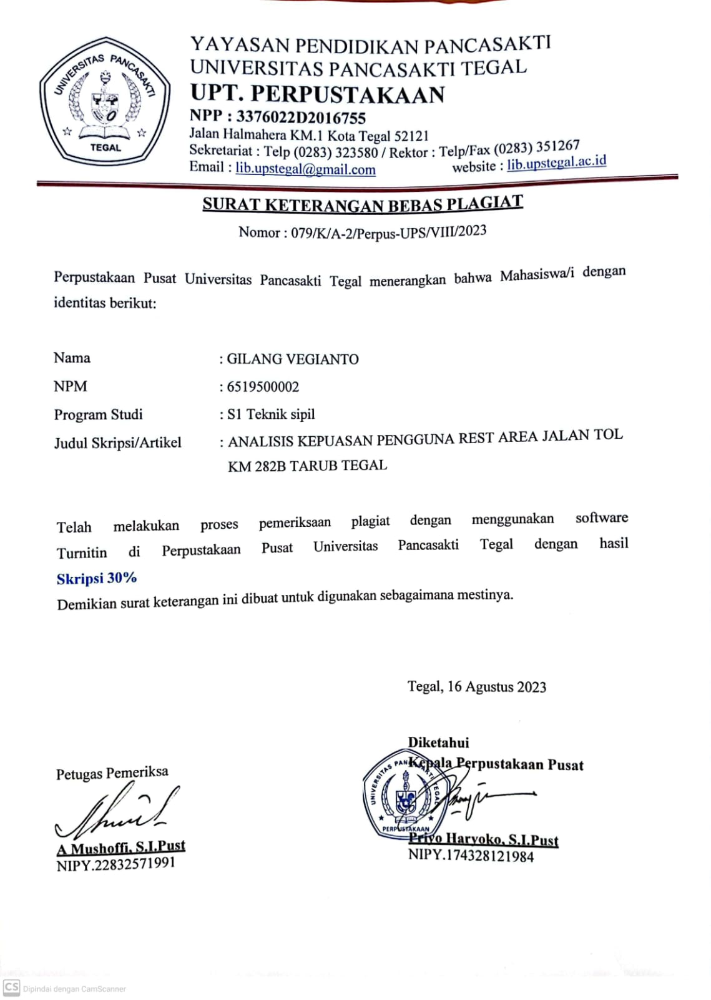 UNIVERSITAS PANCASAKTI
TEGAL
YAYASAN PENDIDIKAN PANCASAKTI
UNIVERSITAS PANCASAKTI TEGAL
UPT. PERPUSTAKAAN
NPP : 3376022D2016755
Jalan Halmahera KM.1 Kota Tegal 52121
Sekretariat : Telp (0283) 323580 / Rektor : Telp/Fax (0283) 351267
Email : lib.upstegal@gmail.com website : lib.upstegal.ac.id
SURAT KETERANGAN BEBAS PLAGIAT
Nomor : 079/K/A-2/Perpus-UPS/VIII/2023
Perpustakaan Pusat Universitas Pancasakti Tegal menerangkan bahwa Mahasiswa/i dengan
identitas berikut:
Nama : GILANG VEGIANTO
NPM : 6519500002
Program Studi : S1 Teknik sipil
Judul Skripsi/Artikel : ANALISIS KEPUASAN PENGGUNA REST AREA JALAN TOL
KM 282B TARUB TEGAL
Telah melakukan proses pemeriksaan plagiat dengan menggunakan software
Turnitin di Perpustakaan Pusat Universitas Pancasakti Tegal dengan hasil
Skripsi 30%
Demikian surat keterangan ini dibuat untuk digunakan sebagaimana mestinya.
Tegal, 16 Agustus 2023
Diketahui
Kepala Perpustakaan Pusat
Petugas Pemeriksa
UNIVERSITAS PANCASAKTI TEGAL
PERPUSTAKAAN
Priyo Haryoko, S.I.Pust
NIPY.174328121984
A Mushoffi, S.I.Pust
NIPY.22832571991
CS Dipindai dengan CamScanner